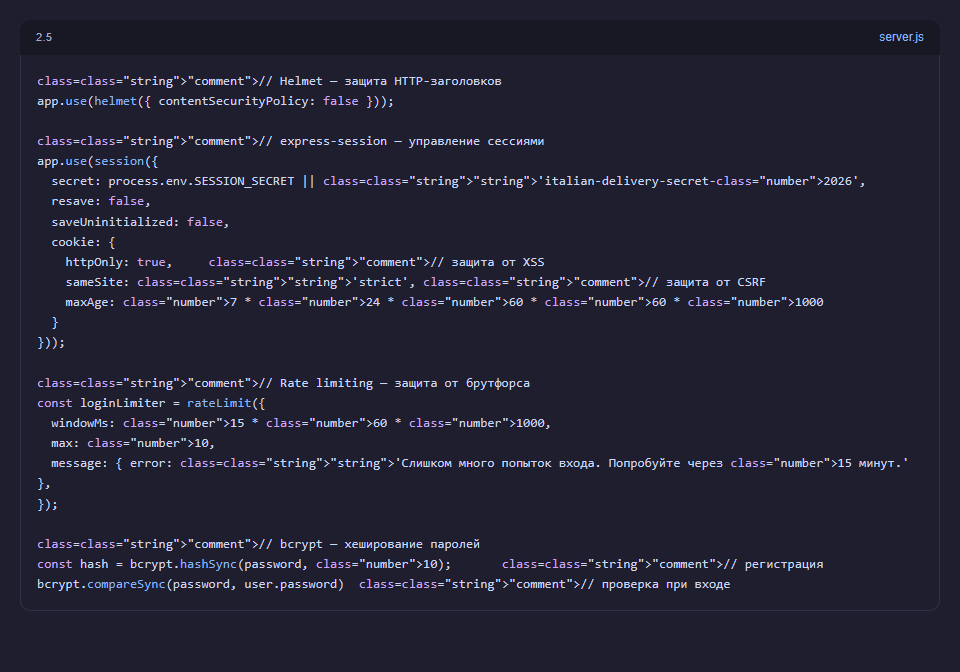 2.5
server.js
class=class="string">"comment">// Helmet — защита HTTP-заголовков
app.use(helmet({ contentSecurityPolicy: false }));
class=class="string">"comment">// express-session — управление сессиями
app.use(session({
secret: process.env.SESSION_SECRET || class=class="string">"string">'italian-delivery-secret-class="number">2026',
resave: false,
saveUninitialized: false,
cookie: {
httpOnly: true,     class=class="string">"comment">// защита от XSS
sameSite: class=class="string">"string">'strict', class=class="string">"comment">// защита от CSRF
maxAge: class="number">7 * class="number">24 * class="number">60 * class="number">60 * class="number">1000
}
}));
class=class="string">"comment">// Rate limiting — защита от брутфорса
const loginLimiter = rateLimit({
windowMs: class="number">15 * class="number">60 * class="number">1000,
max: class="number">10,
message: { error: class=class="string">"string">'Слишком много попыток входа. Попробуйте через class="number">15 минут.'
},
});
class=class="string">"comment">// bcrypt — хеширование паролей
const hash = bcrypt.hashSync(password, class="number">10);       class=class="string">"comment">// регистрация
bcrypt.compareSync(password, user.password)  class=class="string">"comment">// проверка при входе